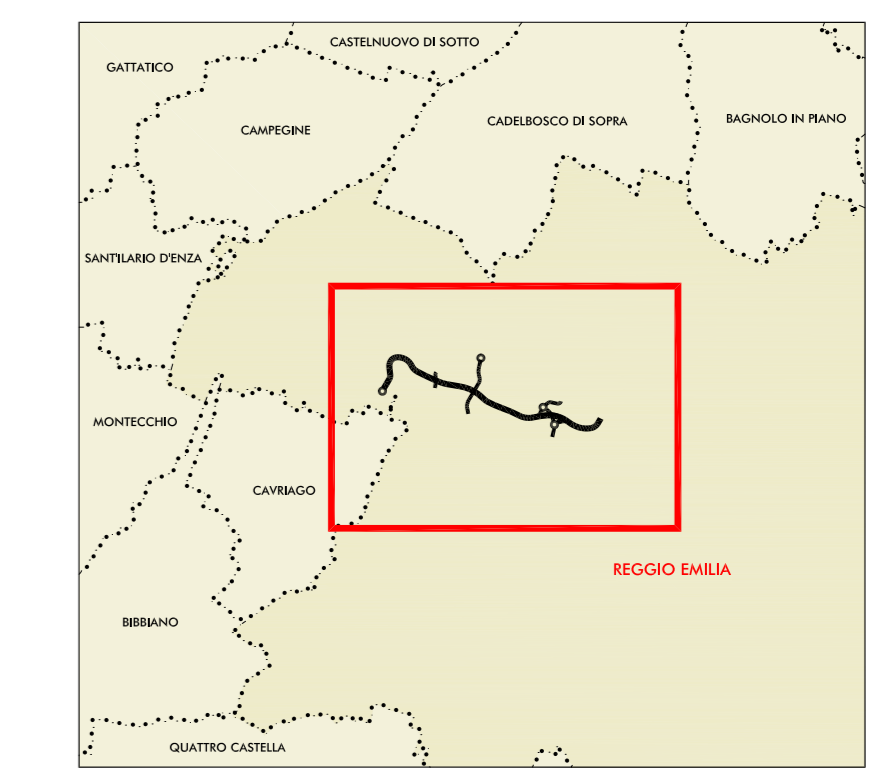 CASTELNUOVO DI SOTTO
GATTATICO
CAMPEGINE
CADELBOSCO DI SOPRA
BAGNOLO IN PIANO
SANT'ILARIO D'ENZA
MONTECCHIO
CAVRIAGO
REGGIO EMILIA
BIBBIANO
QUATTRO CASTELLA